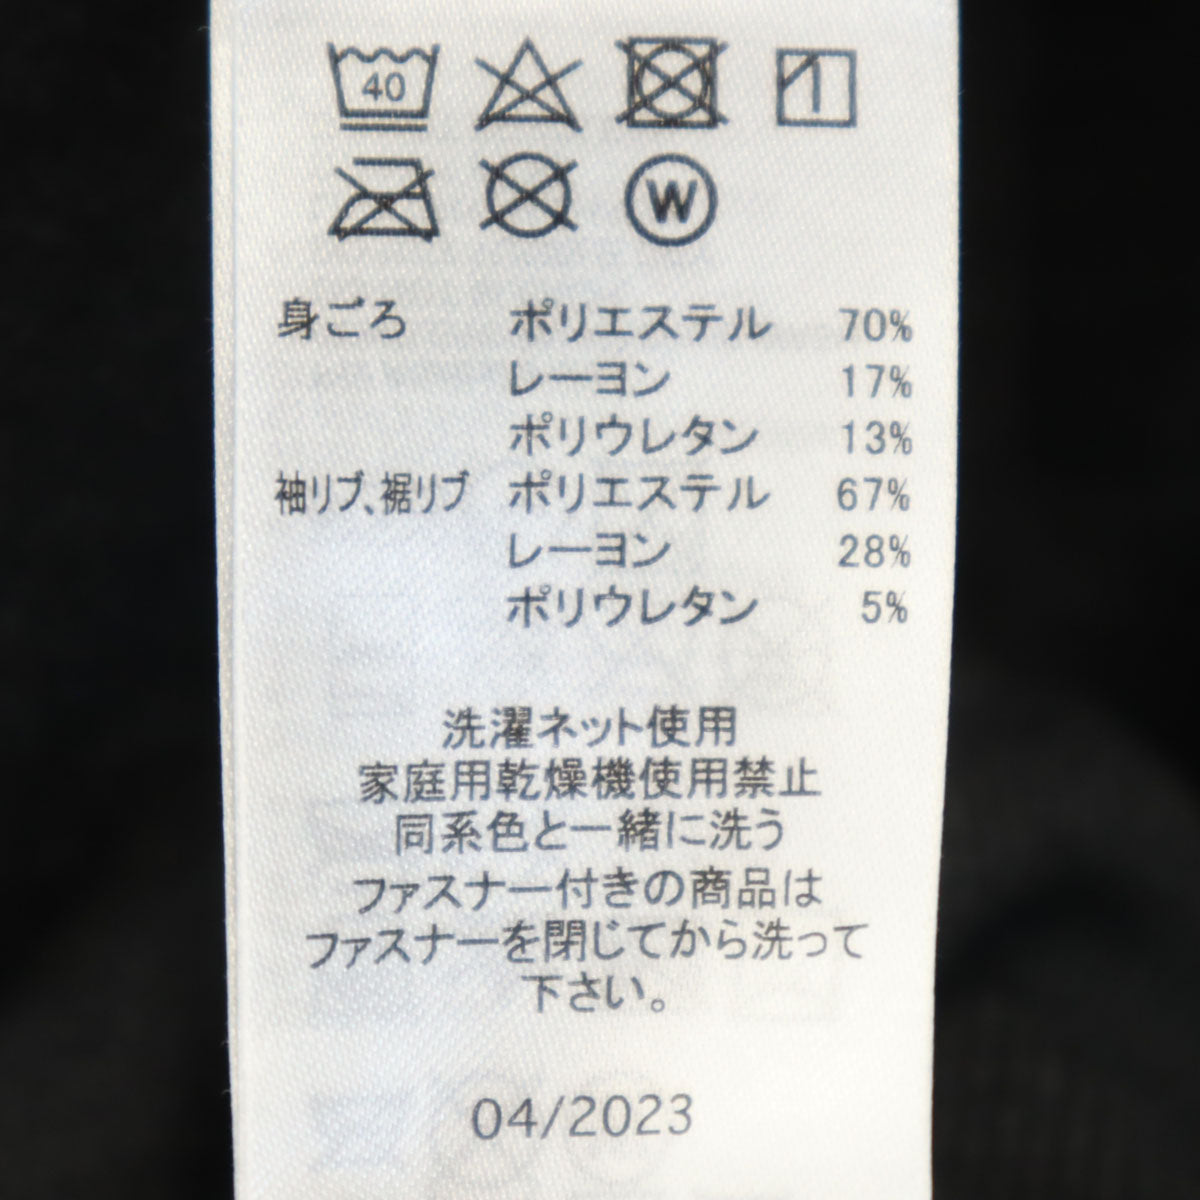 40
W
身ごろ ポリエステル 70%
レーヨン 17%
ポリウレタン 13%
袖リブ、裾リブ ポリエステル 67%
レーヨン 28%
ポリウレタン 5%
洗濯ネット使用
家庭用乾燥機使用禁止
同系色と一緒に洗う
ファスナー付きの商品は
ファスナーを閉じてから洗って
下さい。
04/2023